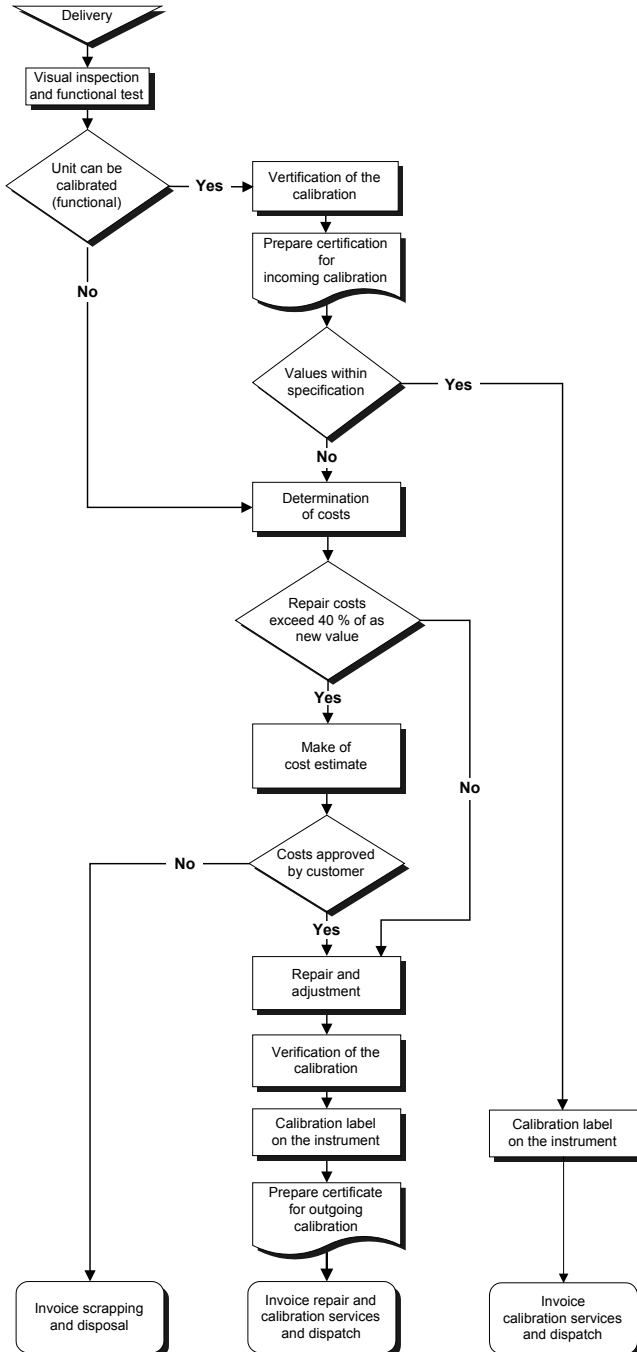 Delivery
Visual inspection
and functional test
Unit can be
calibrated
(functional)
Yes
Vertification of the
calibration
Prepare certification
for
incoming calibration
No
Values within
specification
Yes
No
Determination
of costs
Repair costs
exceed 40 % of as
new value
Yes
Make of
cost estimate
No
Costs approved
by customer
No
Yes
Repair and
adjustment
Verification of the
calibration
Calibration label
on the instrument
Calibration label
on the instrument
Prepare certificate
for outgoing
calibration
Invoice scrapping
and disposal
Invoice repair and
calibration services
and dispatch
Invoice
calibration services
and dispatch